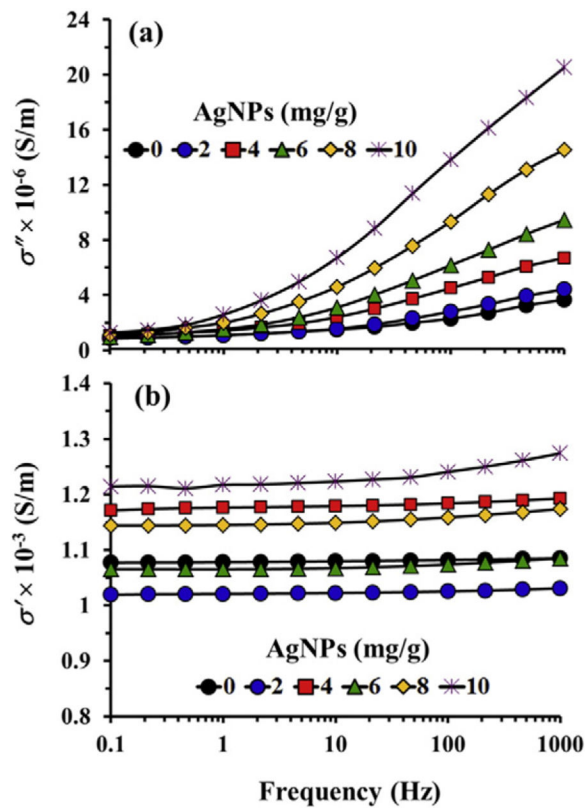 (a)
24
20
16
12
8
4
0
σ″ × 10⁻⁶ (S/m)
AgNPs (mg/g)
0 2 4 6 8 10
(b)
1.4
1.3
1.2
1.1
1
0.9
0.8
σ′ × 10⁻³ (S/m)
AgNPs (mg/g)
0 2 4 6 8 10
0.1 1 10 100 1000
Frequency (Hz)